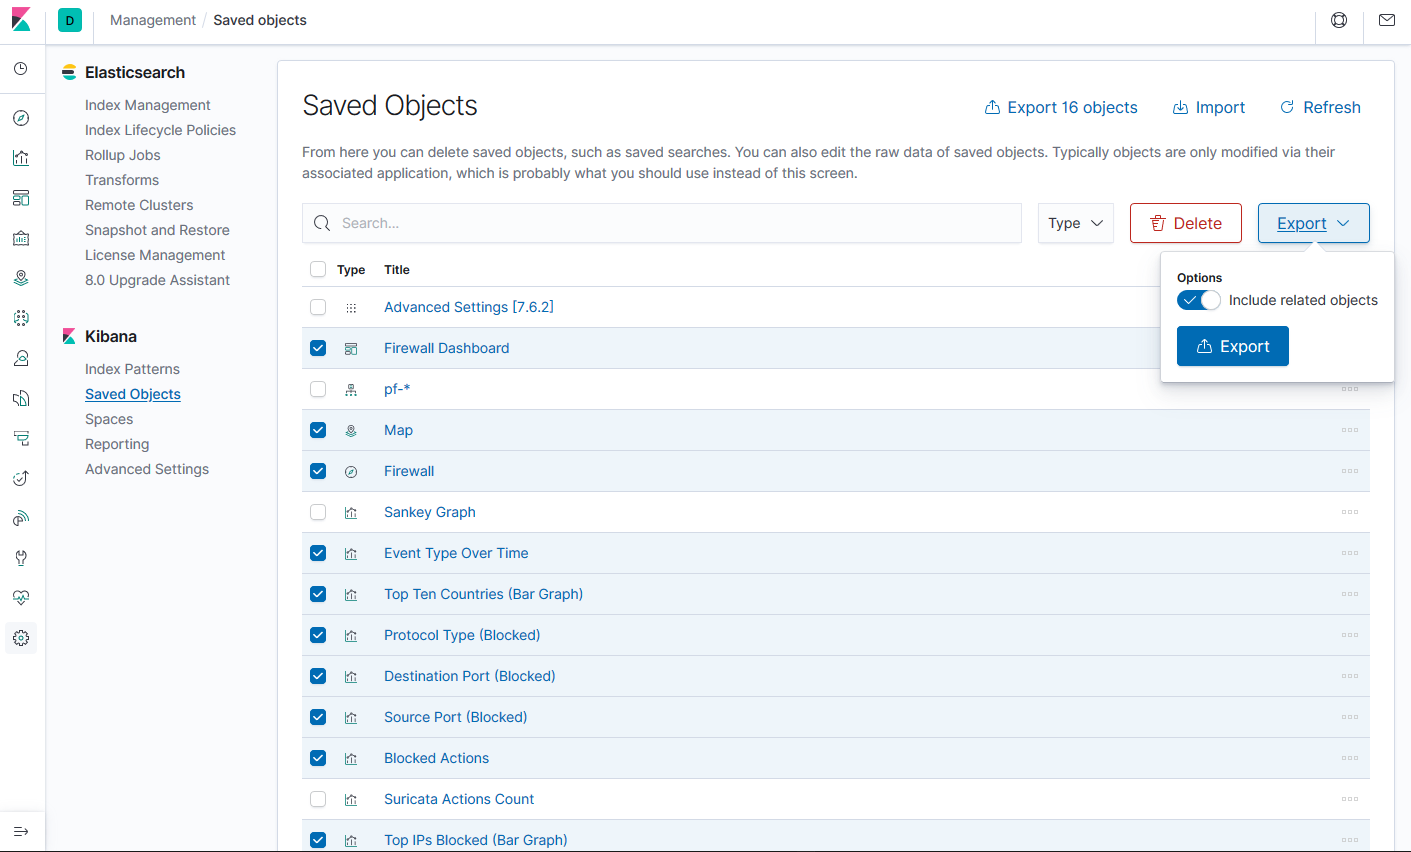 D
Management / Saved objects
Elasticsearch
Index Management
Index Lifecycle Policies
Rollup Jobs
Transforms
Remote Clusters
Snapshot and Restore
License Management
8.0 Upgrade Assistant
Kibana
Index Patterns
Saved Objects
Spaces
Reporting
Advanced Settings
Saved Objects
Export 16 objects
Import
Refresh
From here you can delete saved objects, such as saved searches. You can also edit the raw data of saved objects. Typically objects are only modified via their
associated application, which is probably what you should use instead of this screen.
Search...
Type
Delete
Export
Options
Include related objects
Export
Type Title
Advanced Settings [7.6.2]
Firewall Dashboard
pf-*
Map
Firewall
Sankey Graph
Event Type Over Time
Top Ten Countries (Bar Graph)
Protocol Type (Blocked)
Destination Port (Blocked)
Source Port (Blocked)
Blocked Actions
Suricata Actions Count
Top IPs Blocked (Bar Graph)